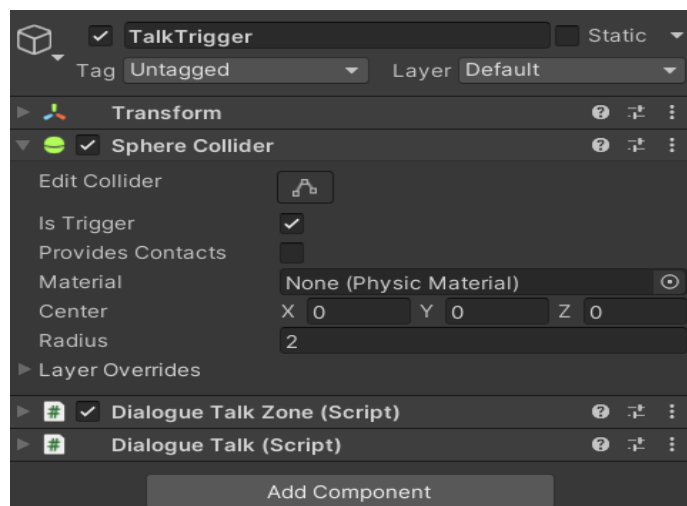 TalkTrigger Static
Tag Untagged Layer Default
Transform
Sphere Collider
Edit Collider
Is Trigger
Provides Contacts
Material None (Physic Material)
Center X 0 Y 0 Z 0
Radius 2
Layer Overrides
# Dialogue Talk Zone (Script)
# Dialogue Talk (Script)
Add Component